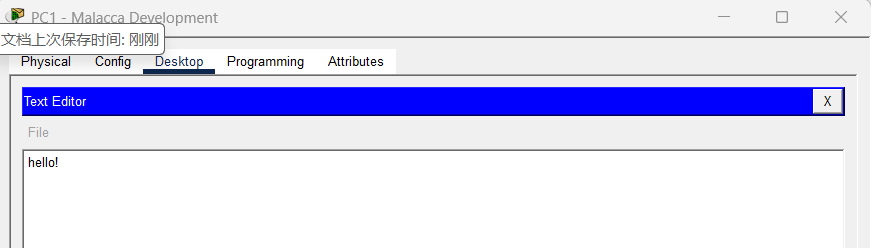 PC1 - Malacca Development
文档上次保存时间: 刚刚
Physical Config Desktop Programming Attributes
Text Editor X
File
hello!